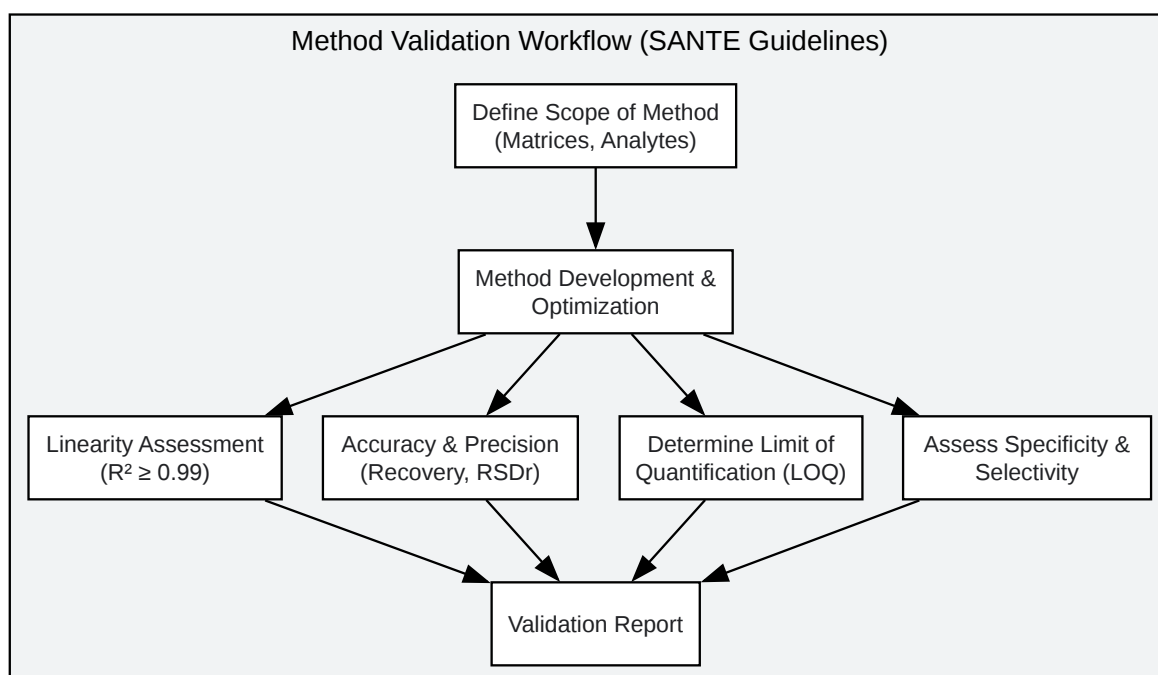 Method Validation Workflow (SANTE Guidelines)
Define Scope of Method
(Matrices, Analytes)
Method Development &
Optimization
Linearity Assessment
(R² ≥ 0.99)
Accuracy & Precision
(Recovery, RSDr)
Determine Limit of
Quantification (LOQ)
Assess Specificity &
Selectivity
Validation Report